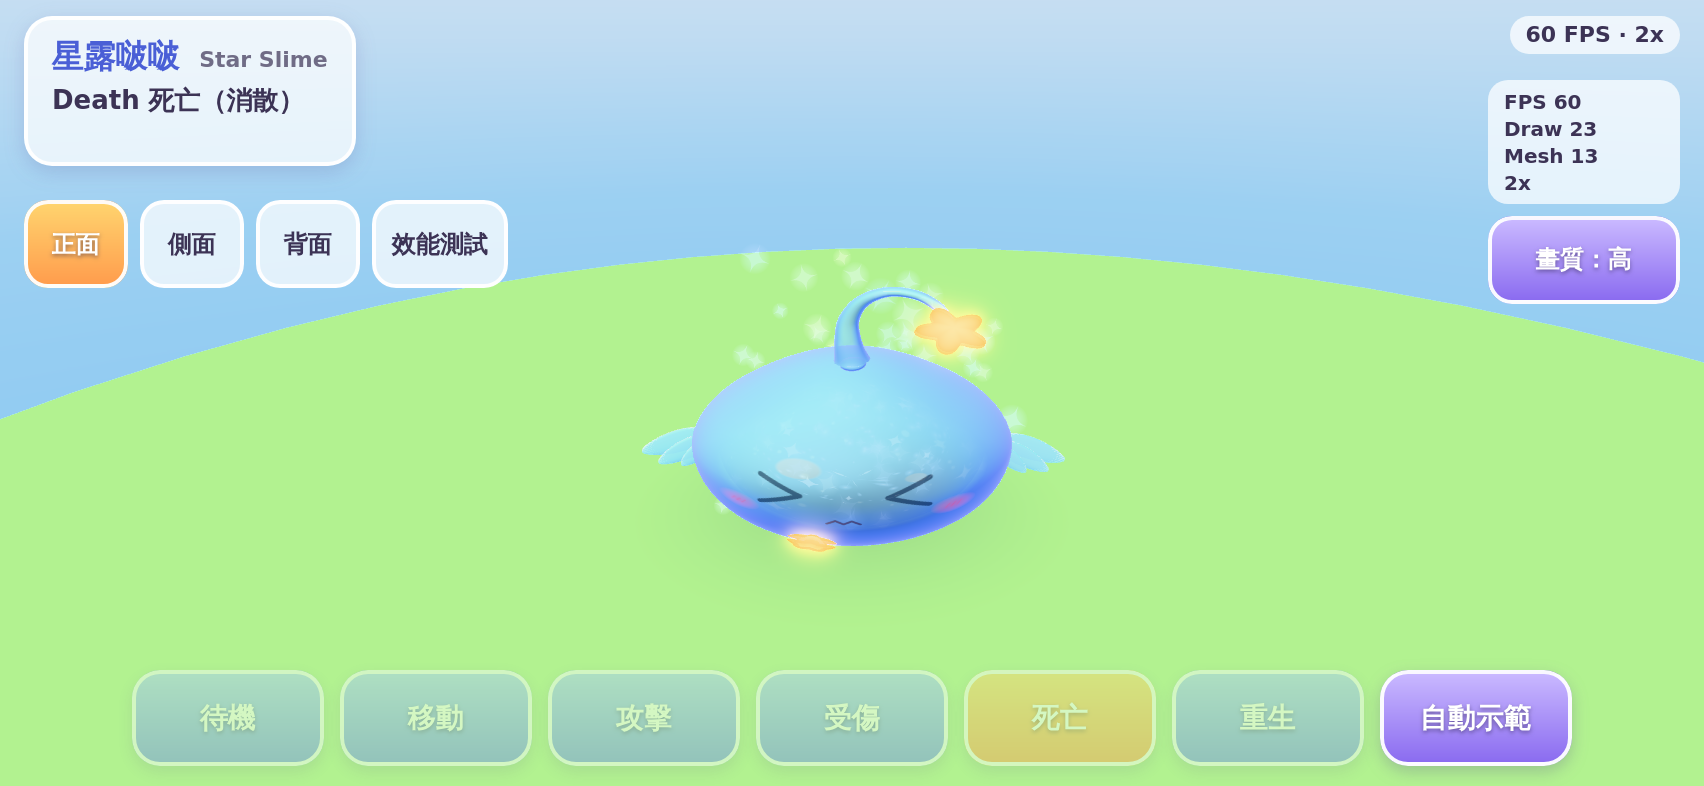 星露啵啵 Star Slime
Death 死亡（消散）
60 FPS · 2x
FPS 60
Draw 23
Mesh 13
2x
正面
側面
背面
效能測試
畫質：高
待機
移動
攻擊
受傷
死亡
重生
自動示範